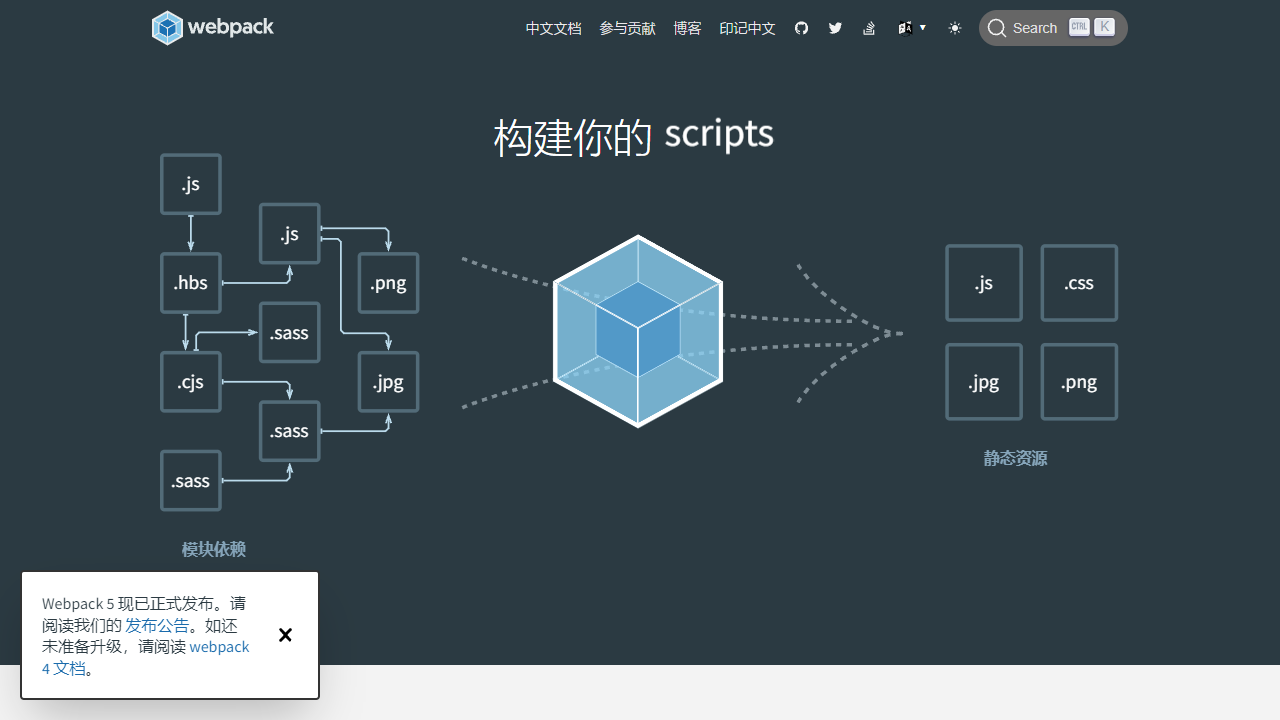 webpack
中文文档 参与贡献 博客 印记中文
Search CTRL K
构建你的 scripts
.js
.js
.hbs
.png
.sass
.cjs
.jpg
.sass
.sass
模块依赖
.js .css
.jpg .png
静态资源
Webpack 5 现已正式发布。请
阅读我们的 发布公告。如还
未准备升级，请阅读 webpack
4 文档。